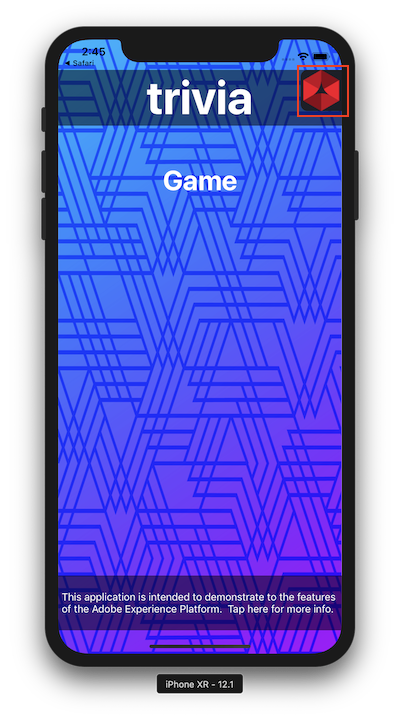 2:45
◀ Safari
trivia
Game
This application is intended to demonstrate to the features
of the Adobe Experience Platform.  Tap here for more info.
iPhone XR - 12.1